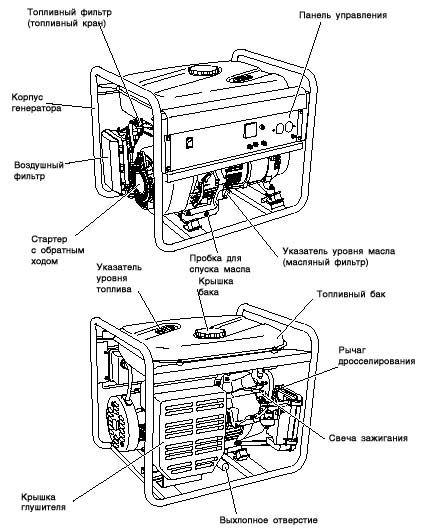 Топливный фильтр
(топливный кран)
Панель управления
Корпус
генератора
Воздушный
фильтр
Стартер
с обратным
ходом
Пробка для
спуска масла
Указатель уровня масла
(масляный фильтр)
Указатель
уровня
топлива
Крышка
бака
Топливный бак
Рычаг
дросселирования
Свеча зажигания
Крышка
глушителя
Выхлопное отверстие